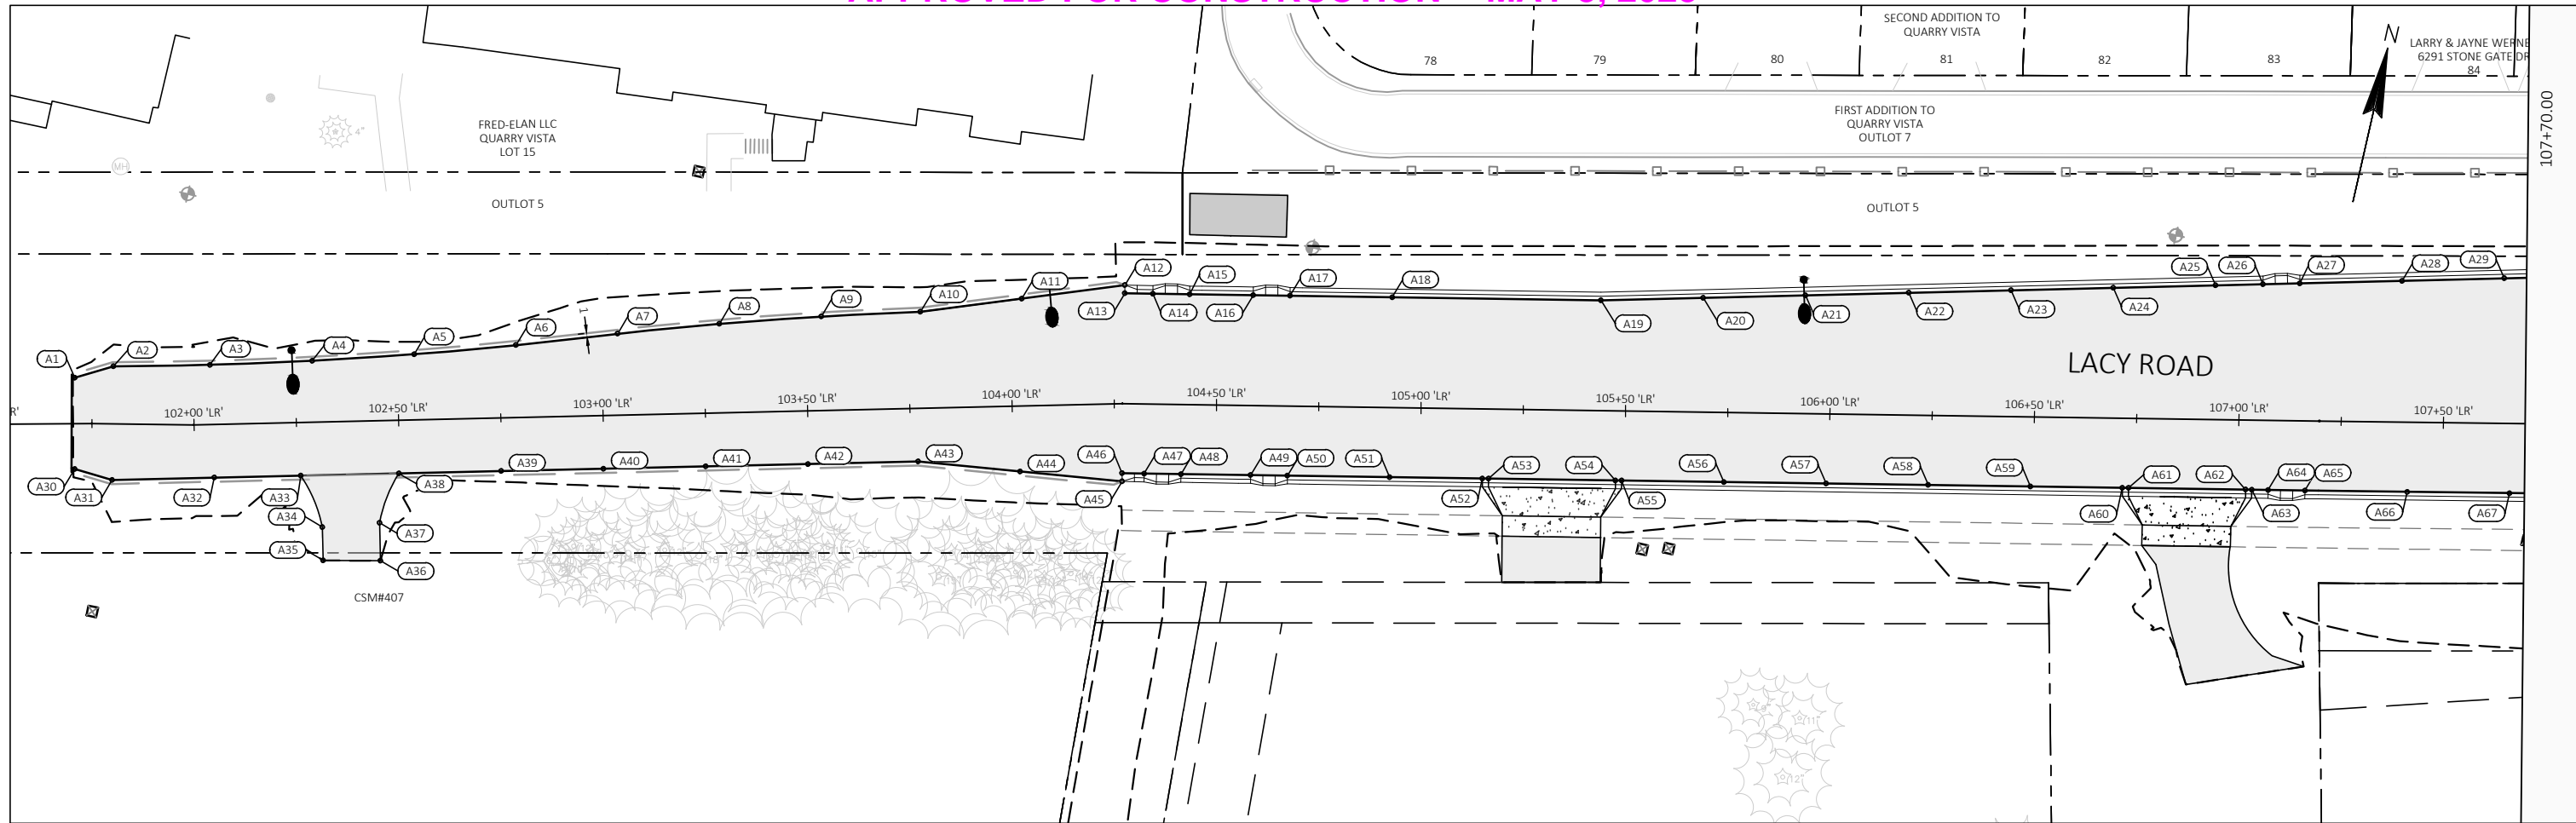 SECOND ADDITION TO
QUARRY VISTA
78
79
80
81
82
83
84
N
LARRY & JAYNE WERNE
6291 STONE GATE DR
107+70.00
FIRST ADDITION TO
QUARRY VISTA
OUTLOT 7
FRED-ELAN LLC
QUARRY VISTA
LOT 15
4"
MH
OUTLOT 5
OUTLOT 5
A1
A2
A3
A4
A5
A6
1
A7
A8
A9
A10
A11
A12
A13
A14
A15
A16
A17
A18
A19
A20
A21
A22
A23
A24
A25
A26
A27
A28
A29
LACY ROAD
R'
102+00 'LR'
102+50 'LR'
103+00 'LR'
103+50 'LR'
104+00 'LR'
104+50 'LR'
105+00 'LR'
105+50 'LR'
106+00 'LR'
106+50 'LR'
107+00 'LR'
107+50 'LR'
A30
A31
A32
A33
A34
A35
A36
A37
A38
A39
A40
A41
A42
A43
A44
A45
A46
A47
A48
A49
A50
A51
A52
A53
A54
A55
A56
A57
A58
A59
A60
A61
A62
A63
A64
A65
A66
A67
CSM#407
11"
12"